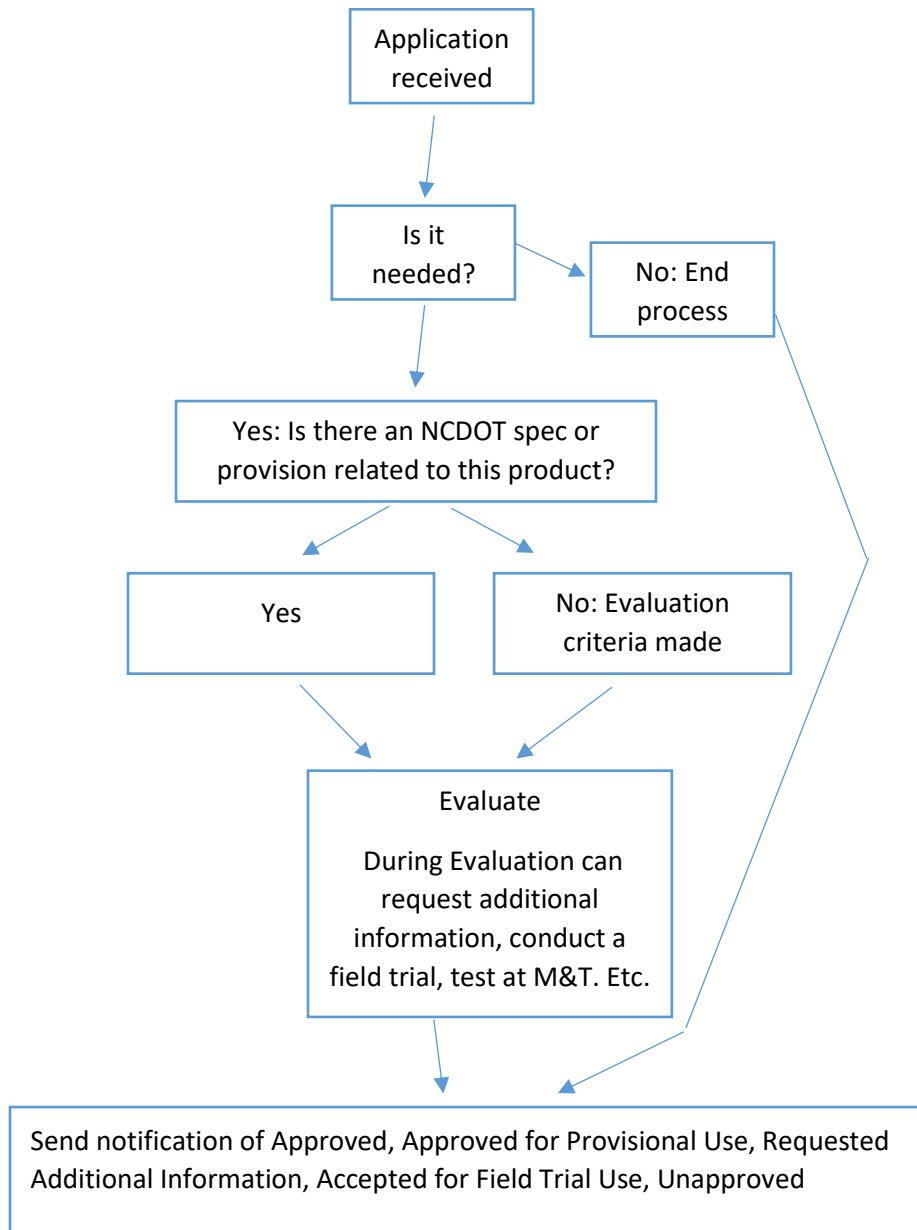 Application
received
Is it
needed?
No: End
process
Yes: Is there an NCDOT spec or
provision related to this product?
Yes
No: Evaluation
criteria made
Evaluate
During Evaluation can
request additional
information, conduct a
field trial, test at M&T. Etc.
Send notification of Approved, Approved for Provisional Use, Requested
Additional Information, Accepted for Field Trial Use, Unapproved